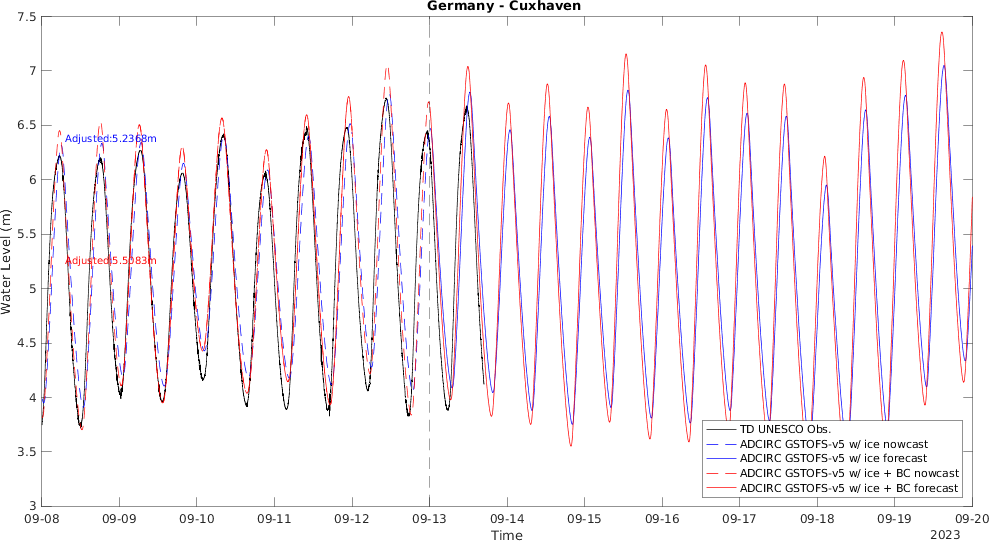 Germany - Cuxhaven
7.5
7
6.5
6
5.5
5
4.5
4
3.5
3
Water Level (m)
Adjusted:5.2368m
Adjusted:5.5083m
TD UNESCO Obs.
ADCIRC GSTOFS-v5 w/ ice nowcast
ADCIRC GSTOFS-v5 w/ ice forecast
ADCIRC GSTOFS-v5 w/ ice + BC nowcast
ADCIRC GSTOFS-v5 w/ ice + BC forecast
09-08 09-09 09-10 09-11 09-12 09-13 09-14 09-15 09-16 09-17 09-18 09-19 09-20
Time
2023